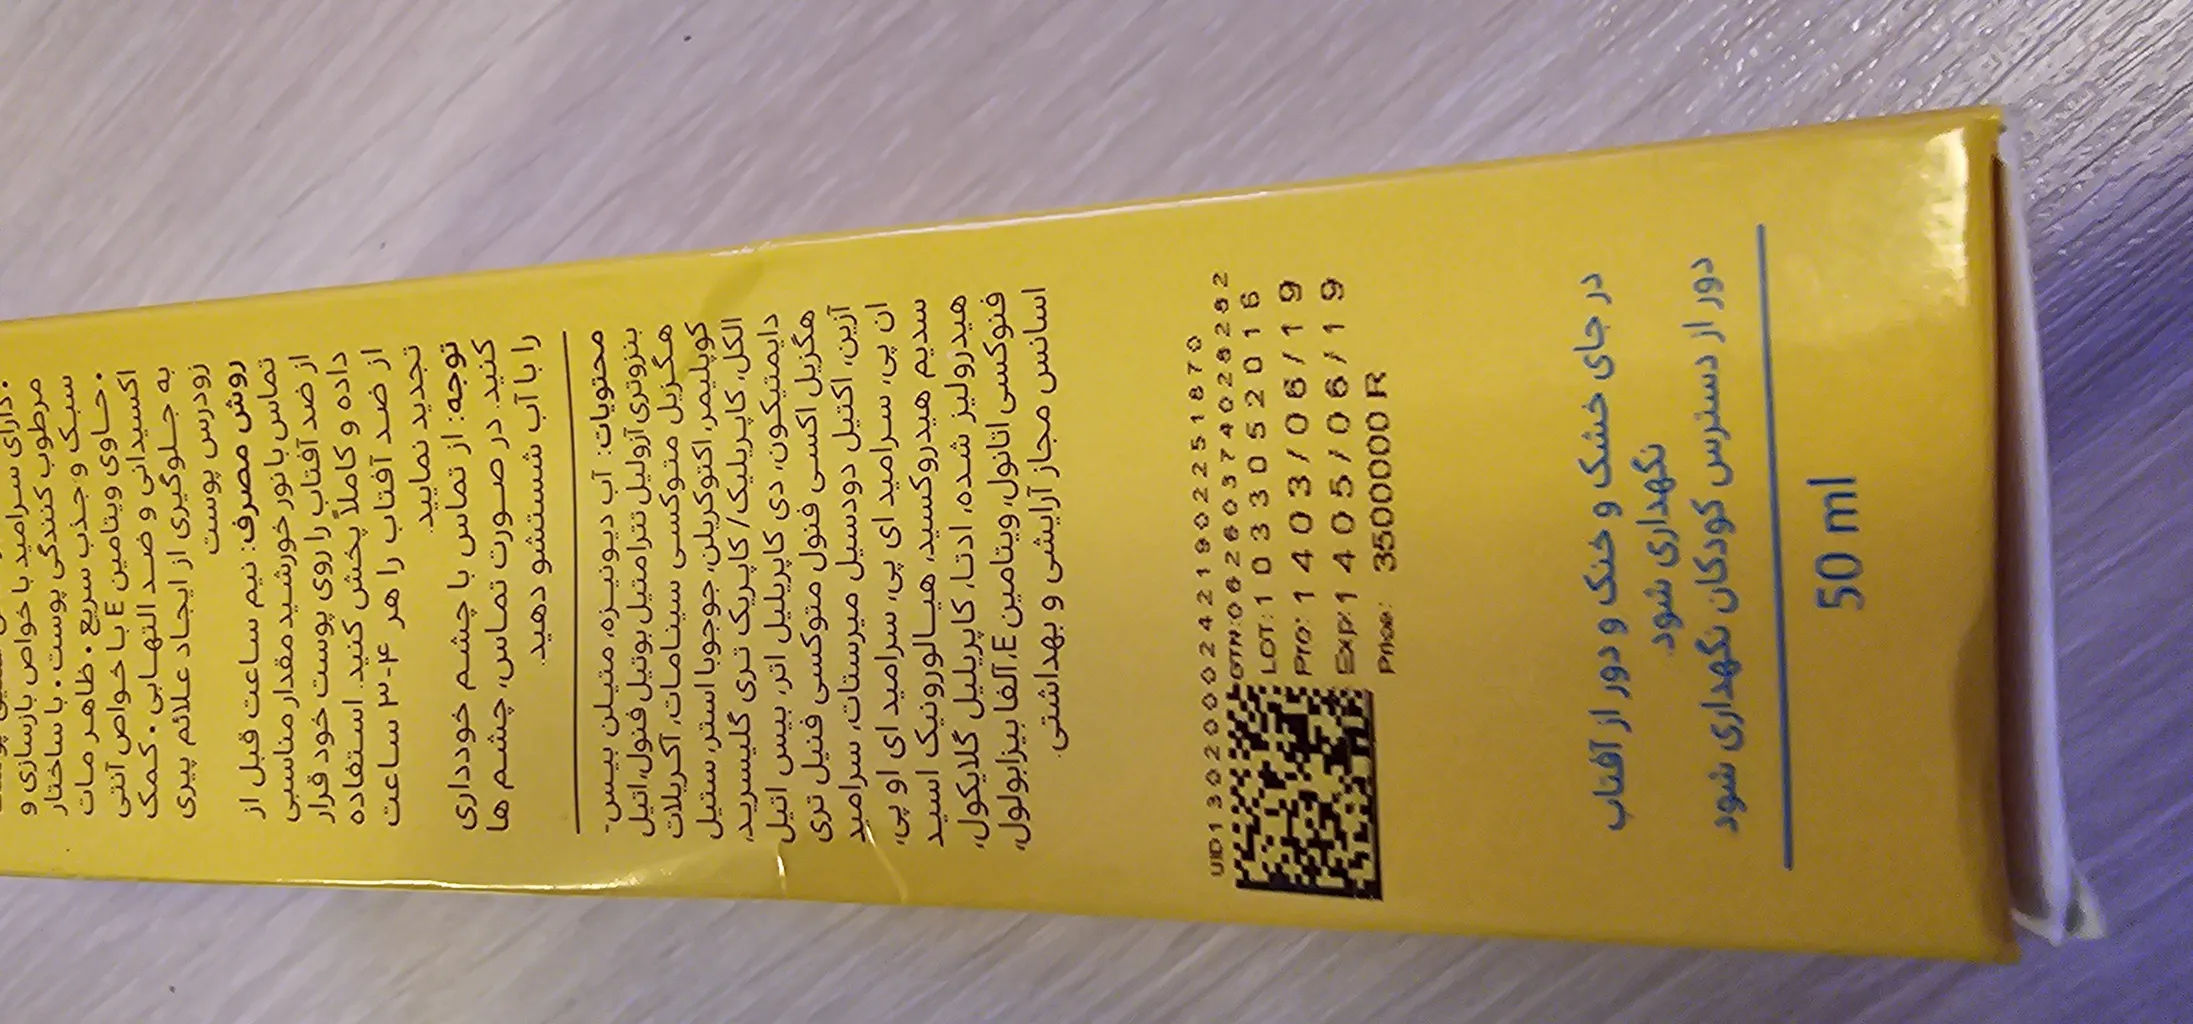 • دارای سرامید با خواص بازسازی و
مرطوب کنندگی پوست • با ساختار
سبک و جذب سریع • ظاهر مات
• حاوی ویتامین E با خواص آنتی
اکسیدانی و ضد التهابی • کمک
به جلوگیری از ایجاد علائم پیری
زودرس پوست
روش مصرف: نیم ساعت قبل از
تماس با نور خورشید مقدار مناسبی
از ضد آفتاب را روی پوست خود قرار
داده و کاملاً پخش کنید. استفاده
از ضد آفتاب را هر ۴-۳ ساعت
تجدید نمایید.
توجه: از تماس با چشم خودداری
کنید. در صورت تماس، چشم ها
را با آب شستشو دهید.
محتویات: آب دیونیزه، متیلن بیس-
بنزوتری آزولیل تترامتیل بوتیل فنول، اتیل
هگزیل متوکسی سینامات، آکریلات
کوپلیمر، اکتوکریلن، جوجوبا استر، ستیل
الکل، کاپریلیک/ کاپریک تری گلیسرید،
دایمتیکون، دی کاپریلیل اتر، بیس اتیل
هگزیل اکسی فنول متوکسی فنیل تری
آزین، اکتیل دودسیل میرستات، سرامید
ان پی، سرامید ای پی، سرامید ای او پی،
سدیم هیدروکسید، هیالورونیک اسید
هیدرولیز شده، ادتا، کاپریلیل گلایکول،
فنوکسی اتانول، ویتامین E، آلفا بیزابولول،
اسانس مجاز آرایشی و بهداشتی.
UID:130200002421902251870
GTN:06260374028282
LOT:1033052016
Pro:1403/06/19
Exp:1405/06/19
Price: 3500000R
در جای خشک و خنک و دور از آفتاب
نگهداری شود.
دور از دسترس کودکان نگهداری شود
50 ml